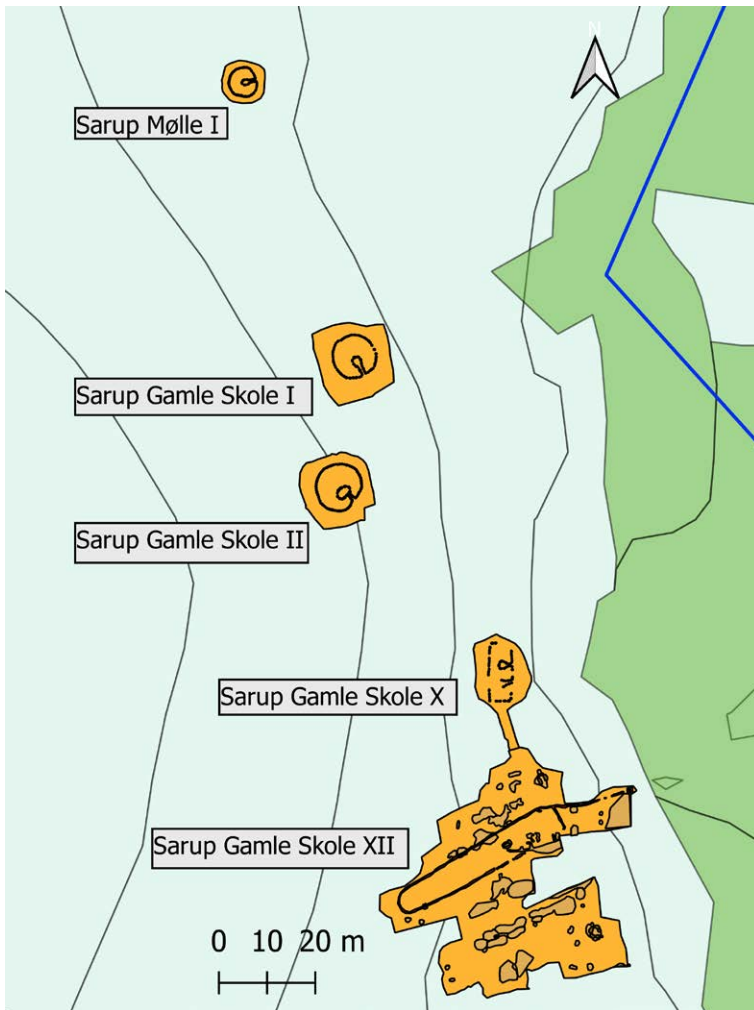 N
Sarup Mølle I
Sarup Gamle Skole I
Sarup Gamle Skole II
Sarup Gamle Skole X
Sarup Gamle Skole XII
0 10 20 m